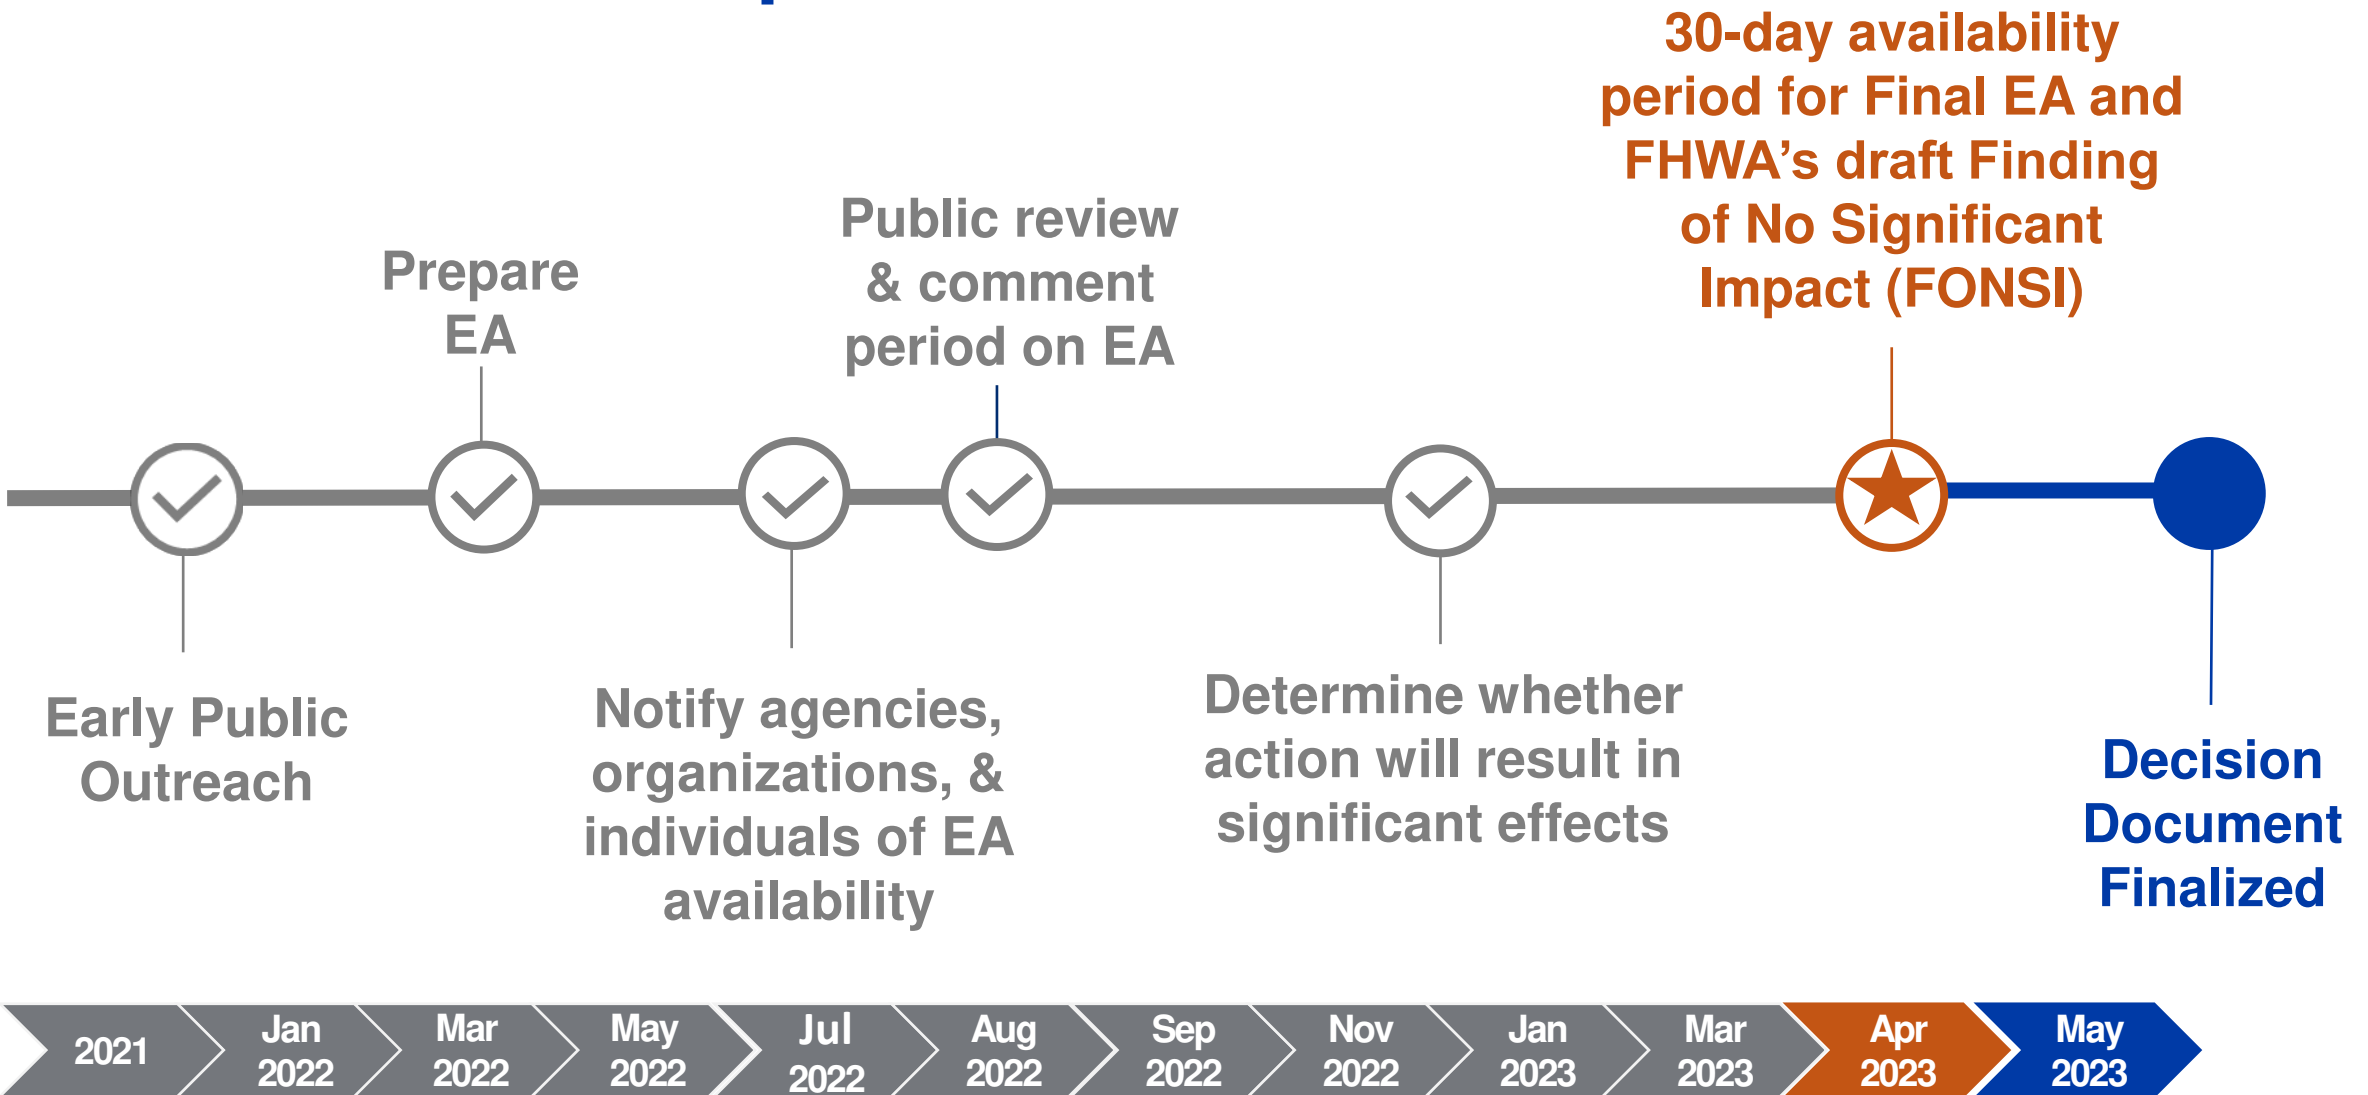 30-day availability
period for Final EA and
FHWA’s draft Finding
of No Significant
Impact (FONSI)
Public review
& comment
period on EA
Prepare
EA
Early Public
Outreach
Notify agencies,
organizations, &
individuals of EA
availability
Determine whether
action will result in
significant effects
Decision
Document
Finalized
2021
Jan
2022
Mar
2022
May
2022
Jul
2022
Aug
2022
Sep
2022
Nov
2022
Jan
2023
Mar
2023
Apr
2023
May
2023